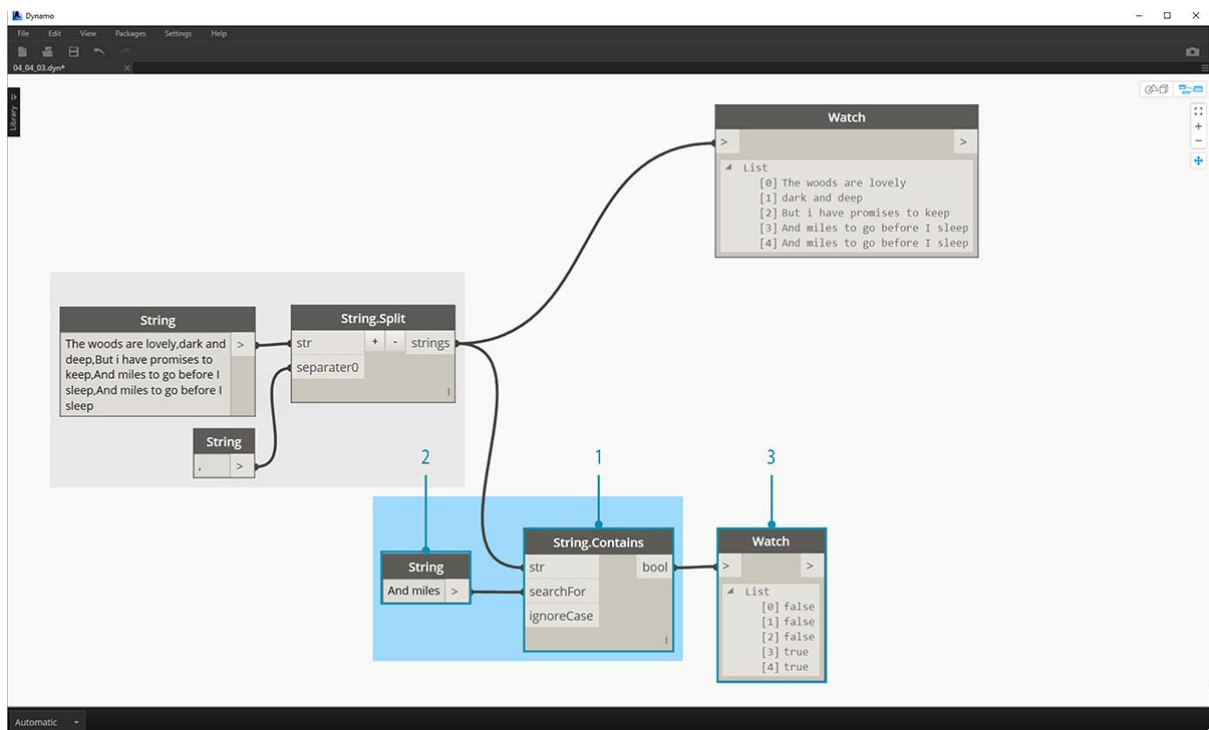 Dynamo
File Edit View Packages Settings Help
04_04_03.dyn*
Library
Watch
> >
List
[0] The woods are lovely
[1] dark and deep
[2] But i have promises to keep
[3] And miles to go before I sleep
[4] And miles to go before I sleep
String
The woods are lovely,dark and >
deep,But i have promises to
keep,And miles to go before I
sleep,And miles to go before I
sleep
String.Split
str + - strings
separater0
l
String
, >
2
1
3
String
And miles >
String.Contains
str bool
searchFor
ignoreCase
l
Watch
> >
List
[0] false
[1] false
[2] false
[3] true
[4] true
Automatic